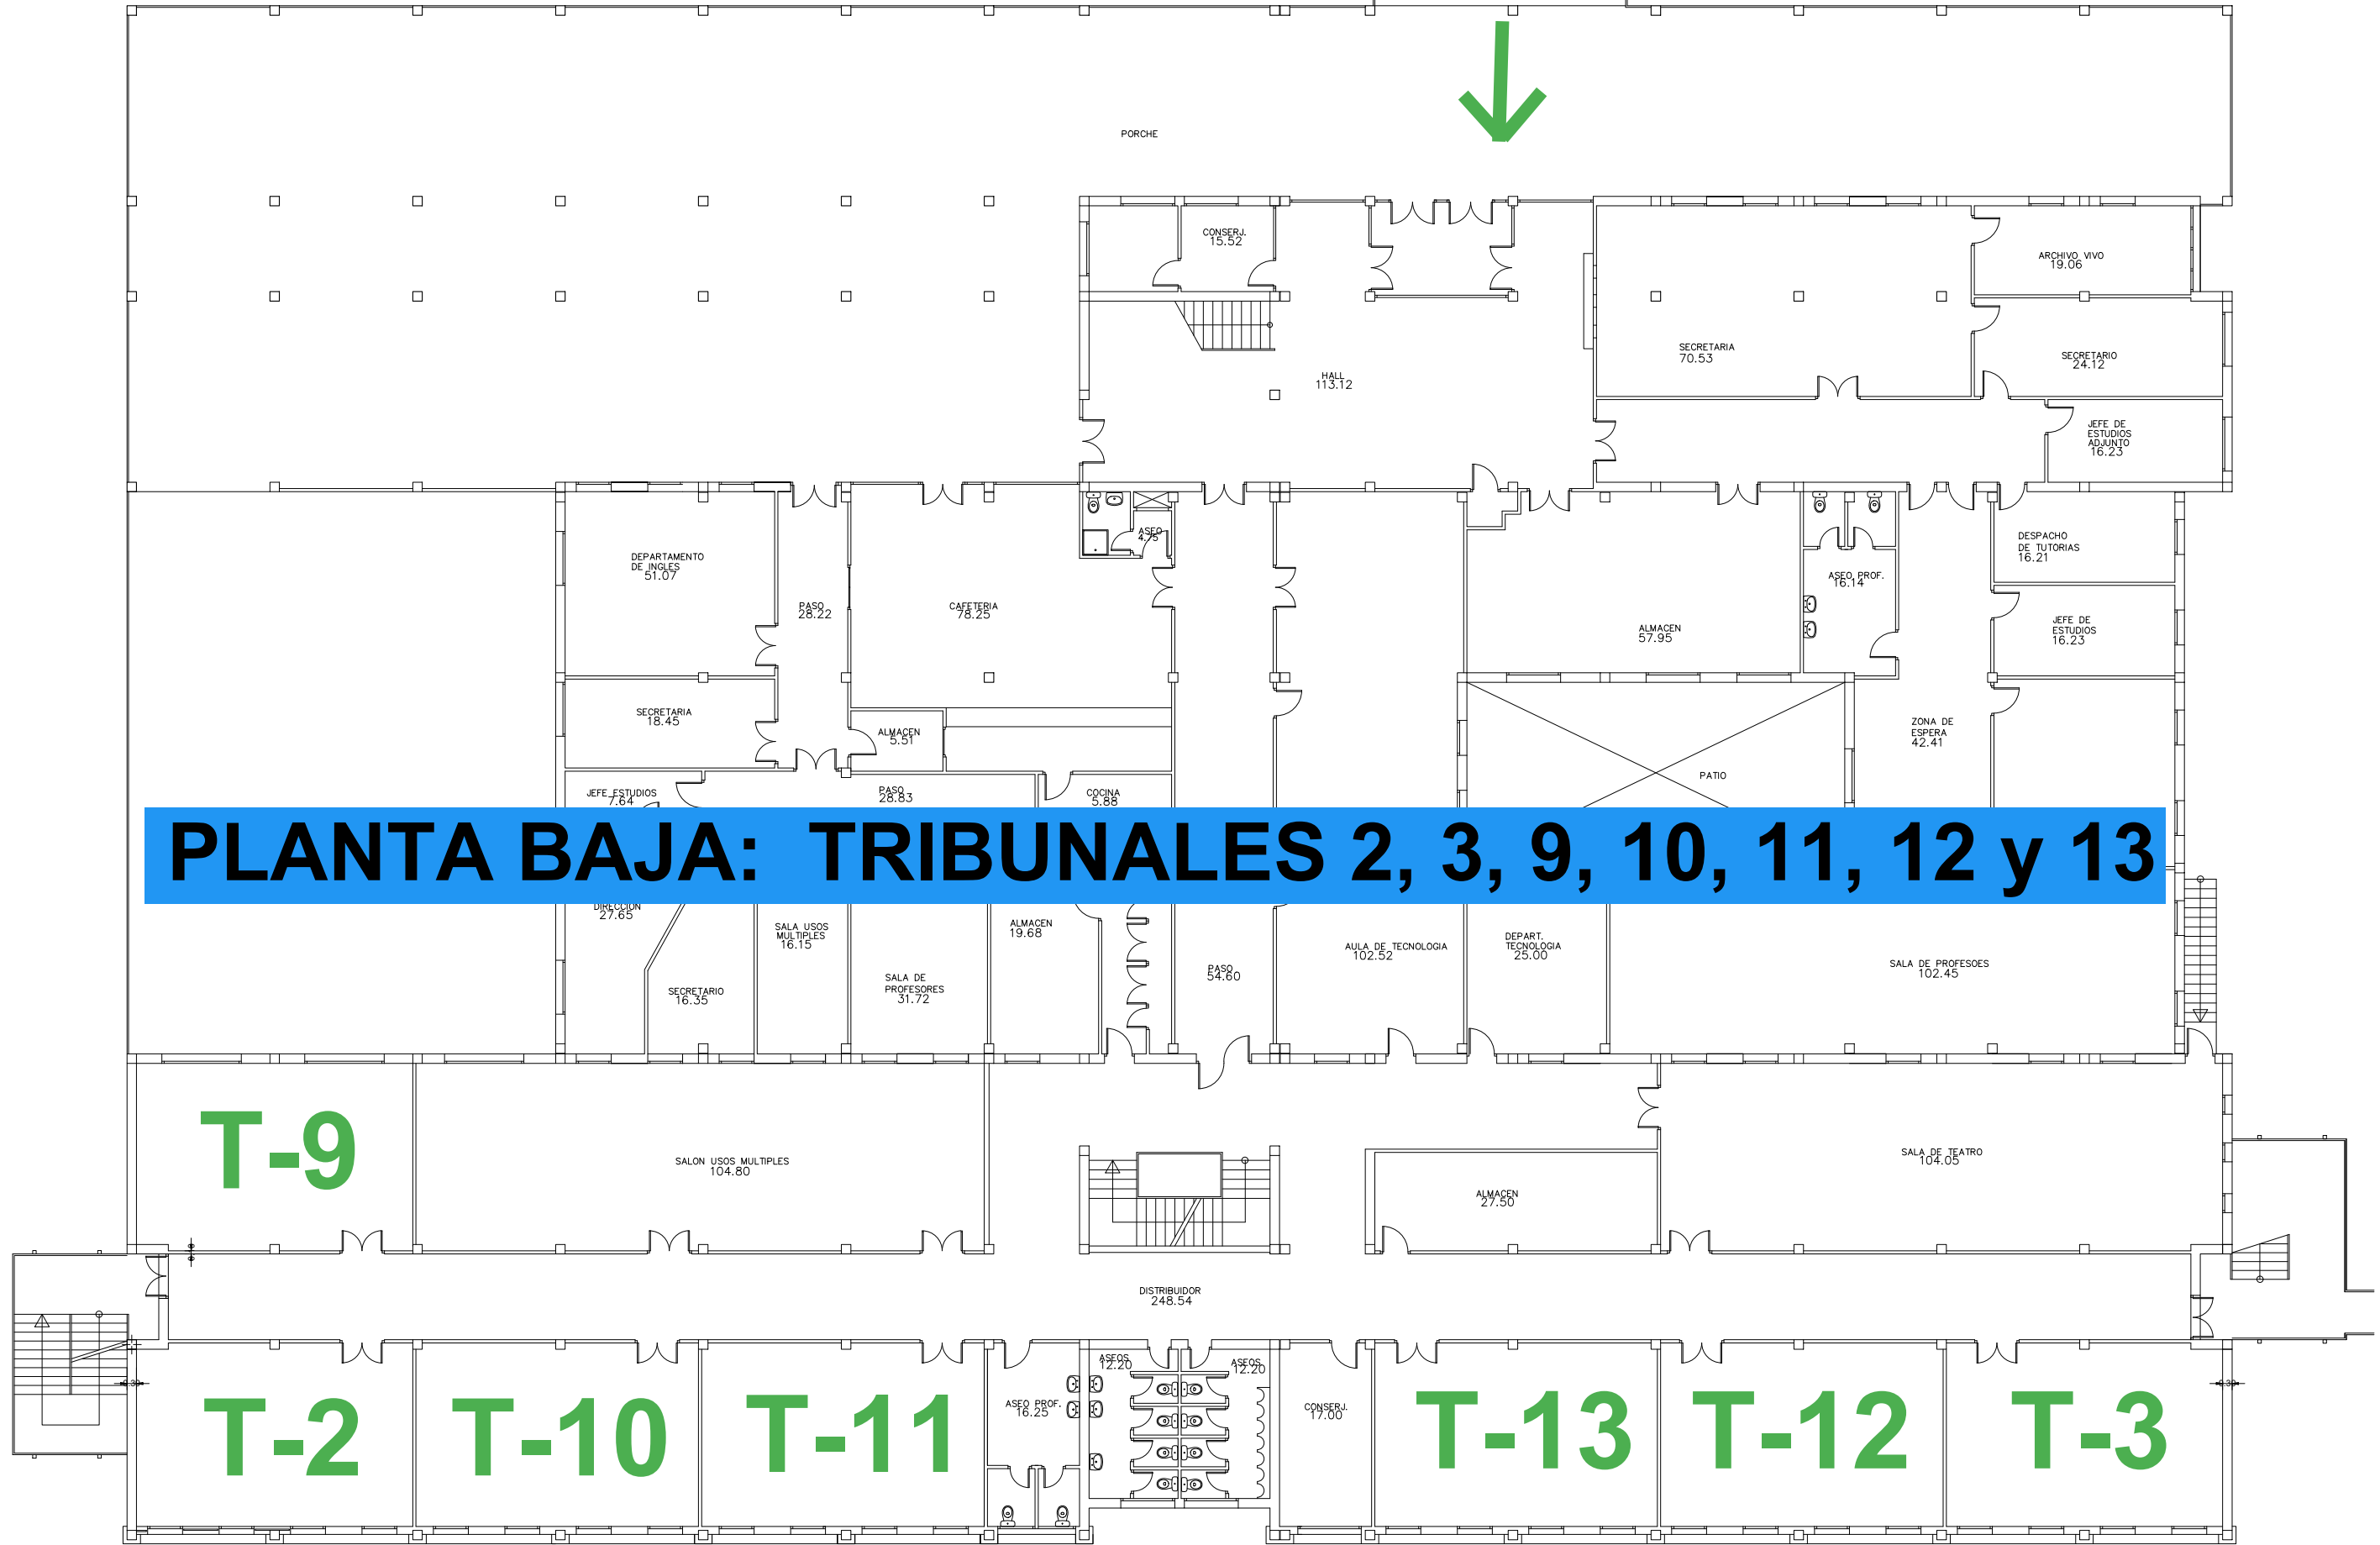 PORCHE
CONSERJ.
15.52
ARCHIVO VIVO
19.06
SECRETARIA
70.53
SECRETARIO
24.12
HALL
113.12
JEFE DE
ESTUDIOS
ADJUNTO
16.23
DEPARTAMENTO
DE INGLES
51.07
PASO
28.22
CAFETERIA
78.25
ASEO
4.75
ALMACEN
57.95
ASEO PROF.
16.14
DESPACHO
DE TUTORIAS
16.21
JEFE DE
ESTUDIOS
16.23
SECRETARIA
18.45
ALMACEN
5.51
ZONA DE
ESPERA
42.41
PATIO
JEFE ESTUDIOS
7.64
PASO
28.83
COCINA
5.88
PLANTA BAJA: TRIBUNALES 2, 3, 9, 10, 11, 12 y 13
DIRECCION
27.65
SALA USOS
MULTIPLES
16.15
ALMACEN
19.68
AULA DE TECNOLOGIA
102.52
DEPART.
TECNOLOGIA
25.00
SALA DE PROFESOES
102.45
SECRETARIO
16.35
SALA DE
PROFESORES
31.72
PASO
54.60
T-9
SALON USOS MULTIPLES
104.80
ALMACEN
27.50
SALA DE TEATRO
104.05
DISTRIBUIDOR
248.54
T-2
T-10
T-11
ASEO PROF.
16.25
ASEOS
12.20
ASEOS
12.20
CONSERJ.
17.00
T-13
T-12
T-3
0.30
0.30